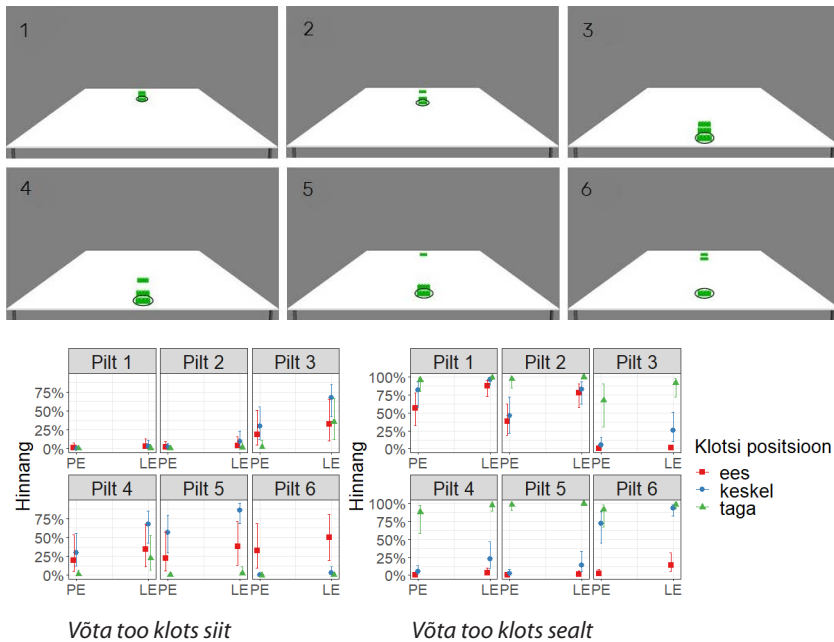 1
2
3
4
5
6
Pilt 1 Pilt 2 Pilt 3
75%
50%
25%
0%
PE LE PE LE PE LE
Pilt 4 Pilt 5 Pilt 6
75%
50%
25%
0%
PE LE PE LE PE LE
Hinnang
Hinnang
Võta too klots siit
Pilt 1 Pilt 2 Pilt 3
100%
75%
50%
25%
0%
PE LE PE LE PE LE
Pilt 4 Pilt 5 Pilt 6
100%
75%
50%
25%
0%
PE LE PE LE PE LE
Võta too klots sealt
Klotsi positsioon
ees
keskel
taga